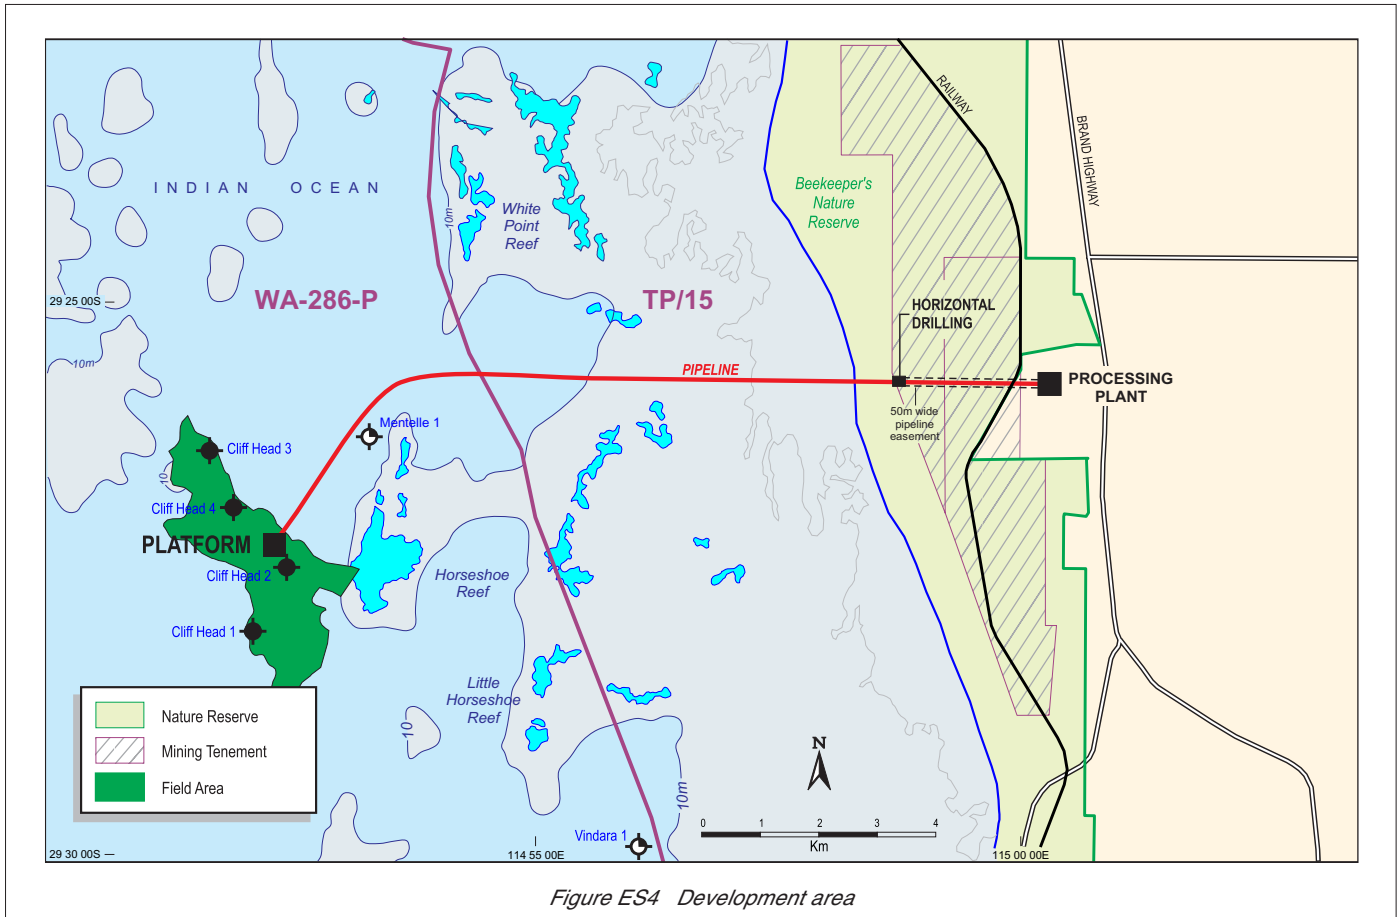 RAILWAY
BRAND HIGHWAY
INDIAN OCEAN
Beekeeper's
Nature
Reserve
10m
White
Point
Reef
29 25 00S
WA-286-P
TP/15
HORIZONTAL
DRILLING
10m
PIPELINE
PROCESSING
PLANT
50m wide
pipeline
easement
Mentelle 1
Cliff Head 3
10
Cliff Head 4
PLATFORM
Cliff Head 2
Horseshoe
Reef
Cliff Head 1
Little
Horseshoe
Reef
Nature Reserve
Mining Tenement
Field Area
10
10m
N
0 1 2 3 4
Km
Vindara 1
29 30 00S
114 55 00E
115 00 00E
Figure ES4 Development area